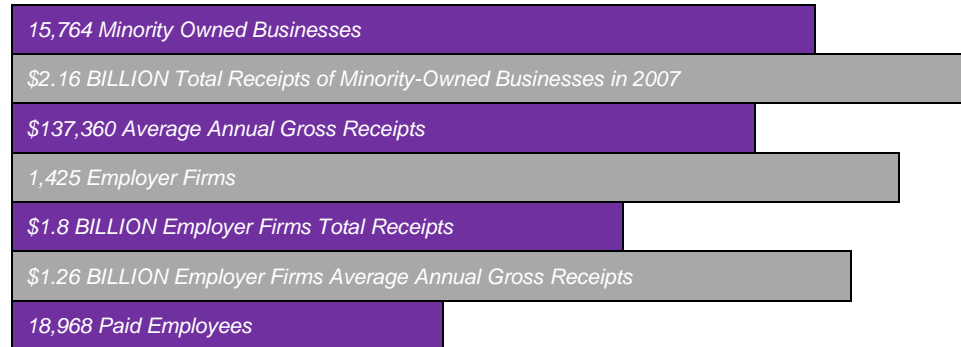 15,764 Minority Owned Businesses
$2.16 BILLION Total Receipts of Minority-Owned Businesses in 2007
$137,360 Average Annual Gross Receipts
1,425 Employer Firms
$1.8 BILLION Employer Firms Total Receipts
$1.26 BILLION Employer Firms Average Annual Gross Receipts
18,968 Paid Employees